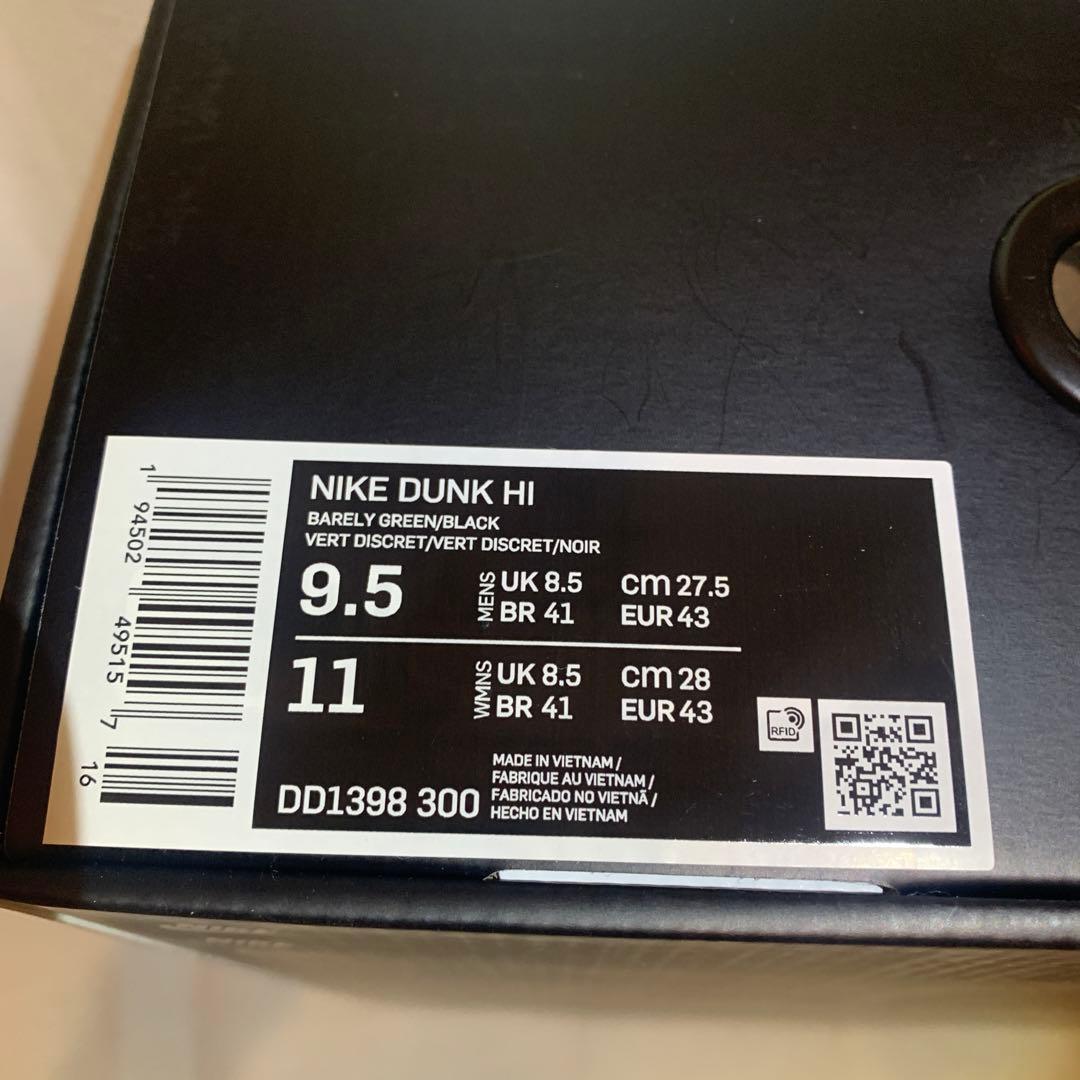 NIKE DUNK HI
BARELY GREEN/BLACK
VERT DISCRET/VERT DISCRET/NOIR
9.5 MENS UK 8.5 cm 27.5
BR 41 EUR 43
11 WMNS UK 8.5 cm 28
BR 41 EUR 43
RFID
MADE IN VIETNAM /
FABRIQUE AU VIETNAM /
FABRICADO NO VIETNÃ /
HECHO EN VIETNAM
DD1398 300
1 94502 49515 7 16